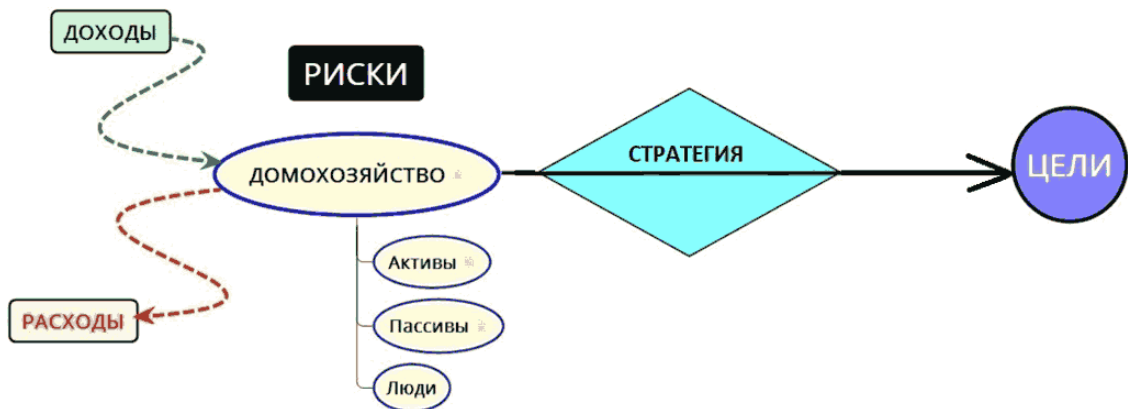 ДОХОДЫ
РИСКИ
СТРАТЕГИЯ
ЦЕЛИ
ДОМОХОЗЯЙСТВО
Активы
РАСХОДЫ
Пассивы
Люди